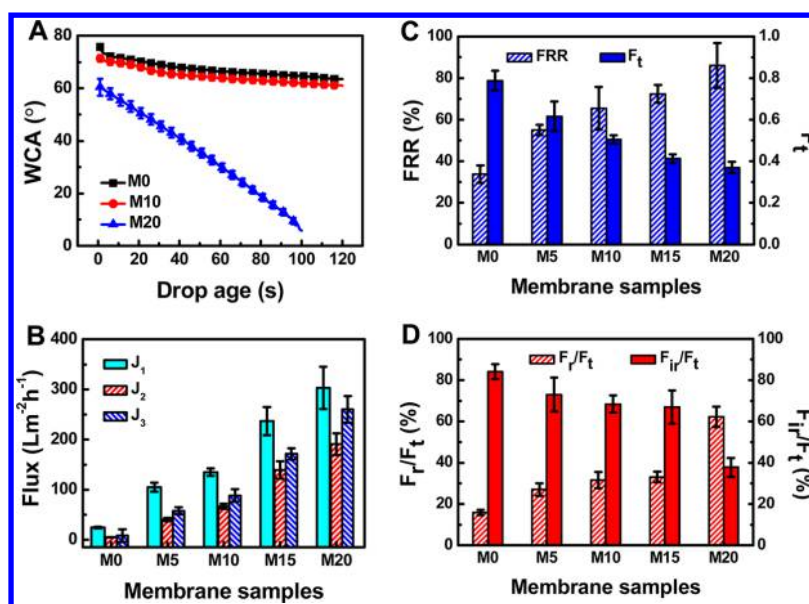 A
WCA (°)
80
60
40
20
0
M0
M10
M20
0 20 40 60 80 100 120
Drop age (s)
B
Flux (Lm-2h-1)
400
300
200
100
0
J1
J2
J3
M0 M5 M10 M15 M20
Membrane samples
C
FRR (%)
100
80
60
40
20
0
FRR Ft
1.0
0.8
0.6
0.4
0.2
0.0
Ft
M0 M5 M10 M15 M20
Membrane samples
D
Fr/Ft (%)
100
80
60
40
20
0
Fr/Ft Fir/Ft
100
80
60
40
20
0
Fir/Ft (%)
M0 M5 M10 M15 M20
Membrane samples